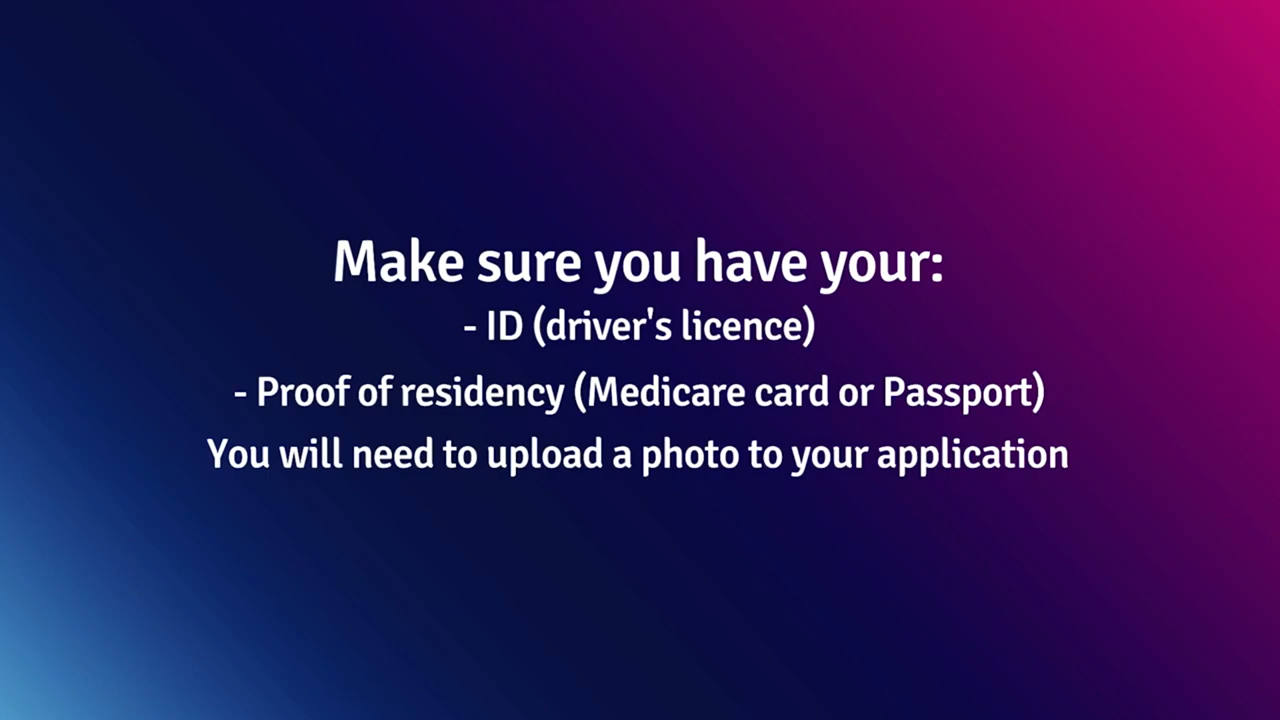 Make sure you have your:
- ID (driver's licence)
- Proof of residency (Medicare card or Passport)
You will need to upload a photo to your application